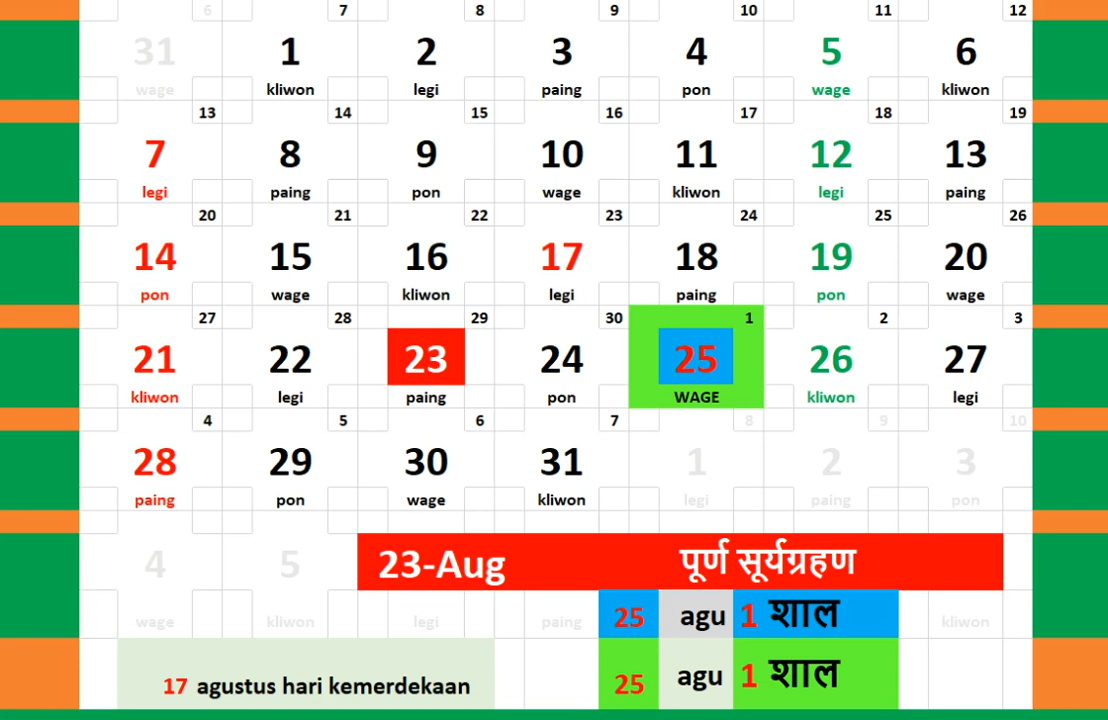 6 7 8 9 10 11 12
31 1 2 3 4 5 6
wage kliwon legi paing pon wage kliwon
13 14 15 16 17 18 19
7 8 9 10 11 12 13
legi paing pon wage kliwon legi paing
20 21 22 23 24 25 26
14 15 16 17 18 19 20
pon wage kliwon legi paing pon wage
27 28 29 30 1 2 3
21 22 23 24 25 26 27
kliwon legi paing pon WAGE kliwon legi
4 5 6 7 8 9 10
28 29 30 31 1 2 3
paing pon wage kliwon legi paing pon
4 5 23-Aug पूर्ण सूर्यग्रहण
wage kliwon legi paing 25 agu 1 शाल kliwon
17 agustus hari kemerdekaan 25 agu 1 शाल